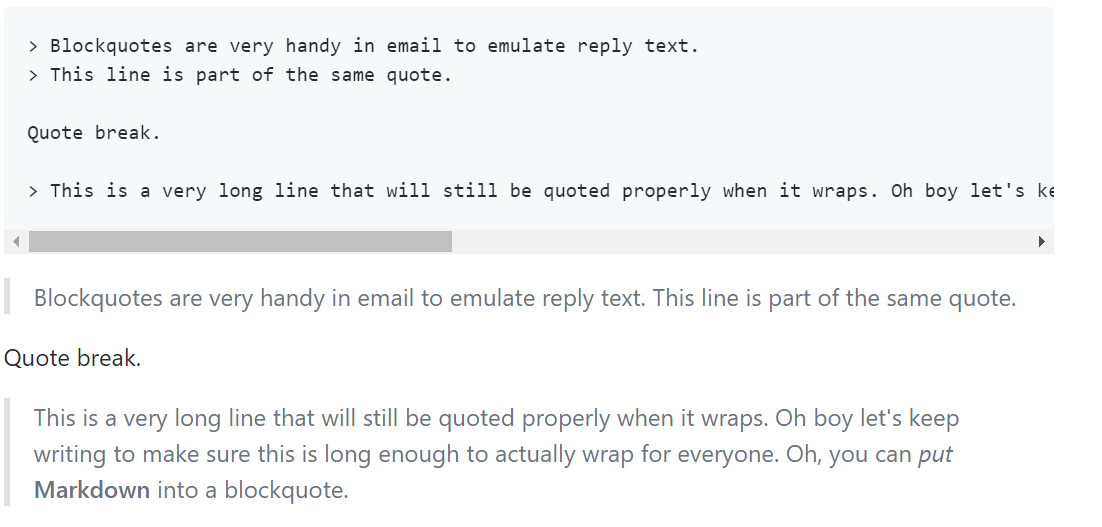 > Blockquotes are very handy in email to emulate reply text.
> This line is part of the same quote.
Quote break.
> This is a very long line that will still be quoted properly when it wraps. Oh boy let's ke
Blockquotes are very handy in email to emulate reply text. This line is part of the same quote.
Quote break.
This is a very long line that will still be quoted properly when it wraps. Oh boy let's keep
writing to make sure this is long enough to actually wrap for everyone. Oh, you can put
Markdown into a blockquote.